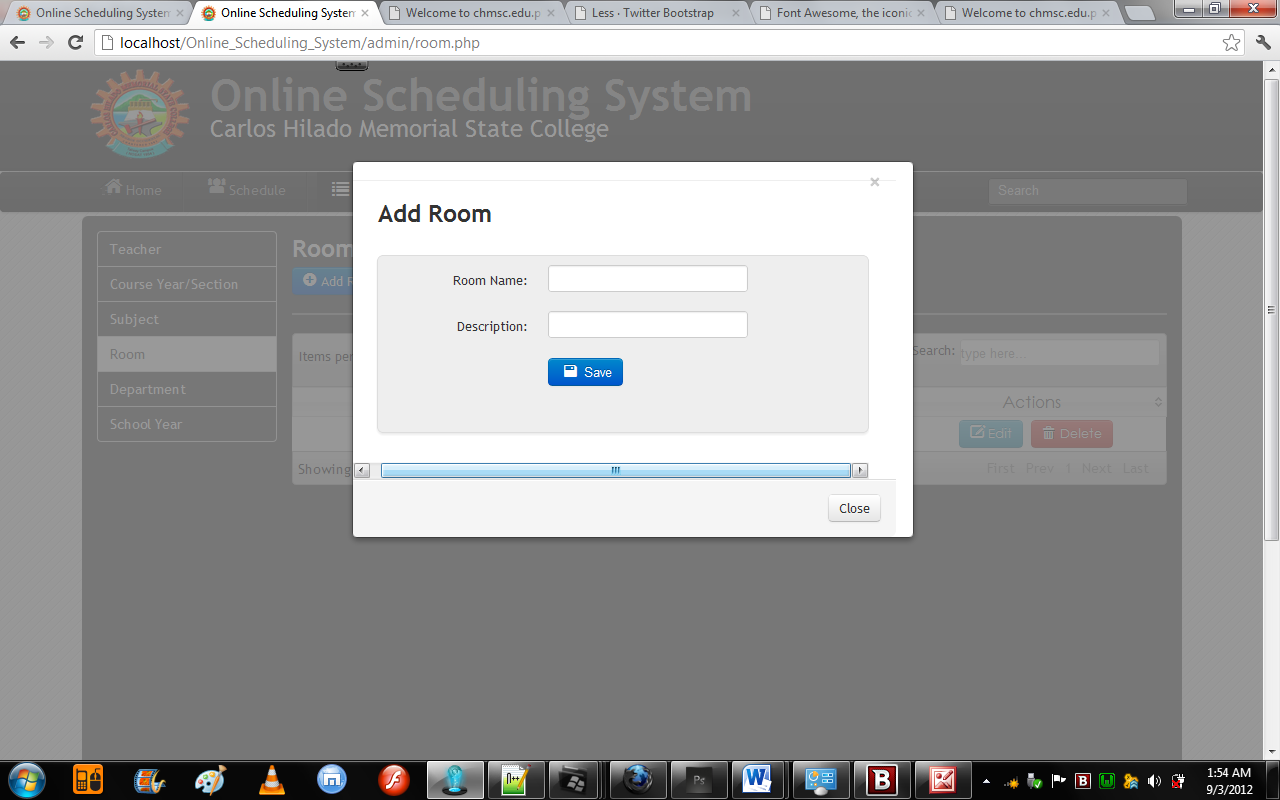 Online Scheduling System
Online Scheduling System
Welcome to chmsc.edu.p
Less · Twitter Bootstrap
Font Awesome, the iconic
Welcome to chmsc.edu.p
localhost/Online_Scheduling_System/admin/room.php
Online Scheduling System
Carlos Hilado Memorial State College
Home
Schedule
Search
Teacher
Course Year/Section
Subject
Room
Department
School Year
Room
Add R
Items per
Search:
type here...
Actions
Edit
Delete
Showing
First Prev 1 Next Last
×
Add Room
Room Name:
Description:
Save
Close
1:54 AM
9/3/2012